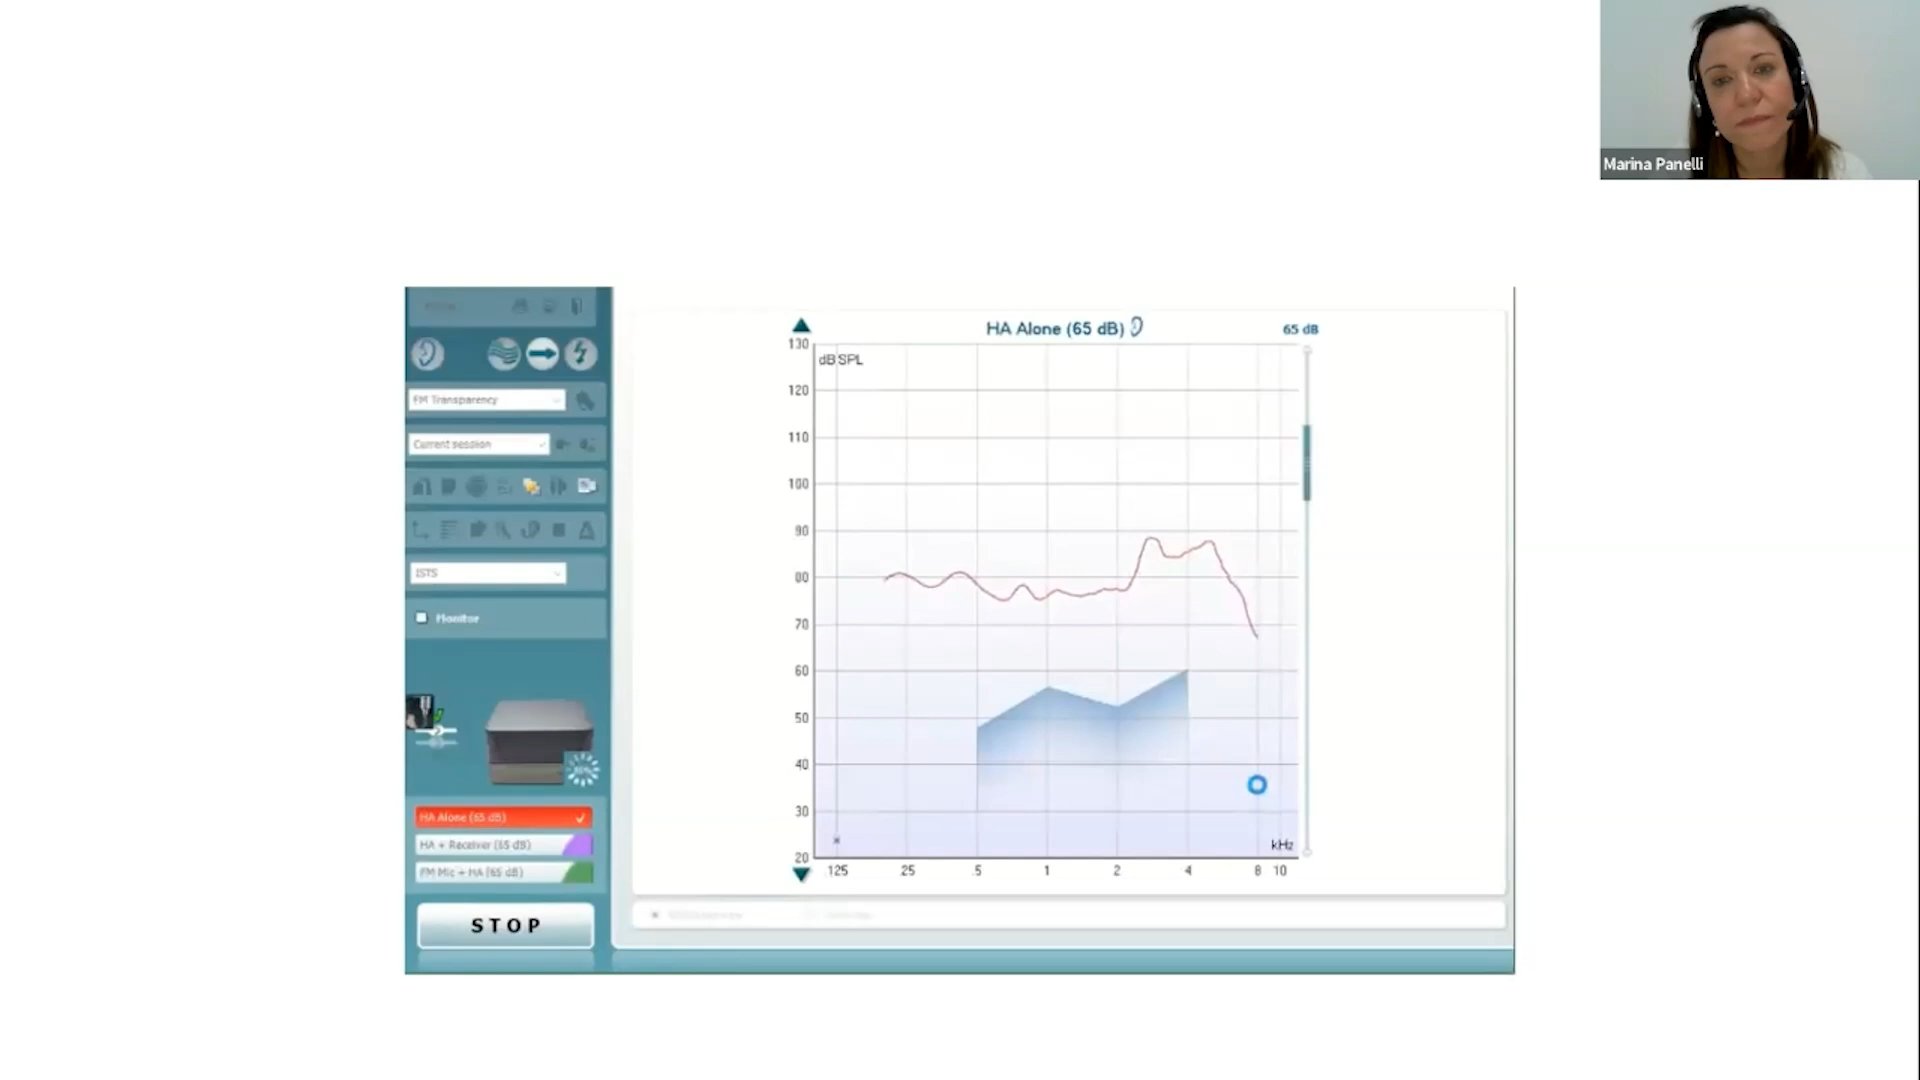 Marina Panelli
HA Alone (65 dB)
65 dB
FM Transparency
Current session
ISTS
Monitor
HA Alone (65 dB)
HA + Receiver (65 dB)
FM Mic + HA (65 dB)
STOP
130
dB SPL
120
110
100
90
80
70
60
50
40
30
20
kHz
125 .25 .5 1 2 4 8 10